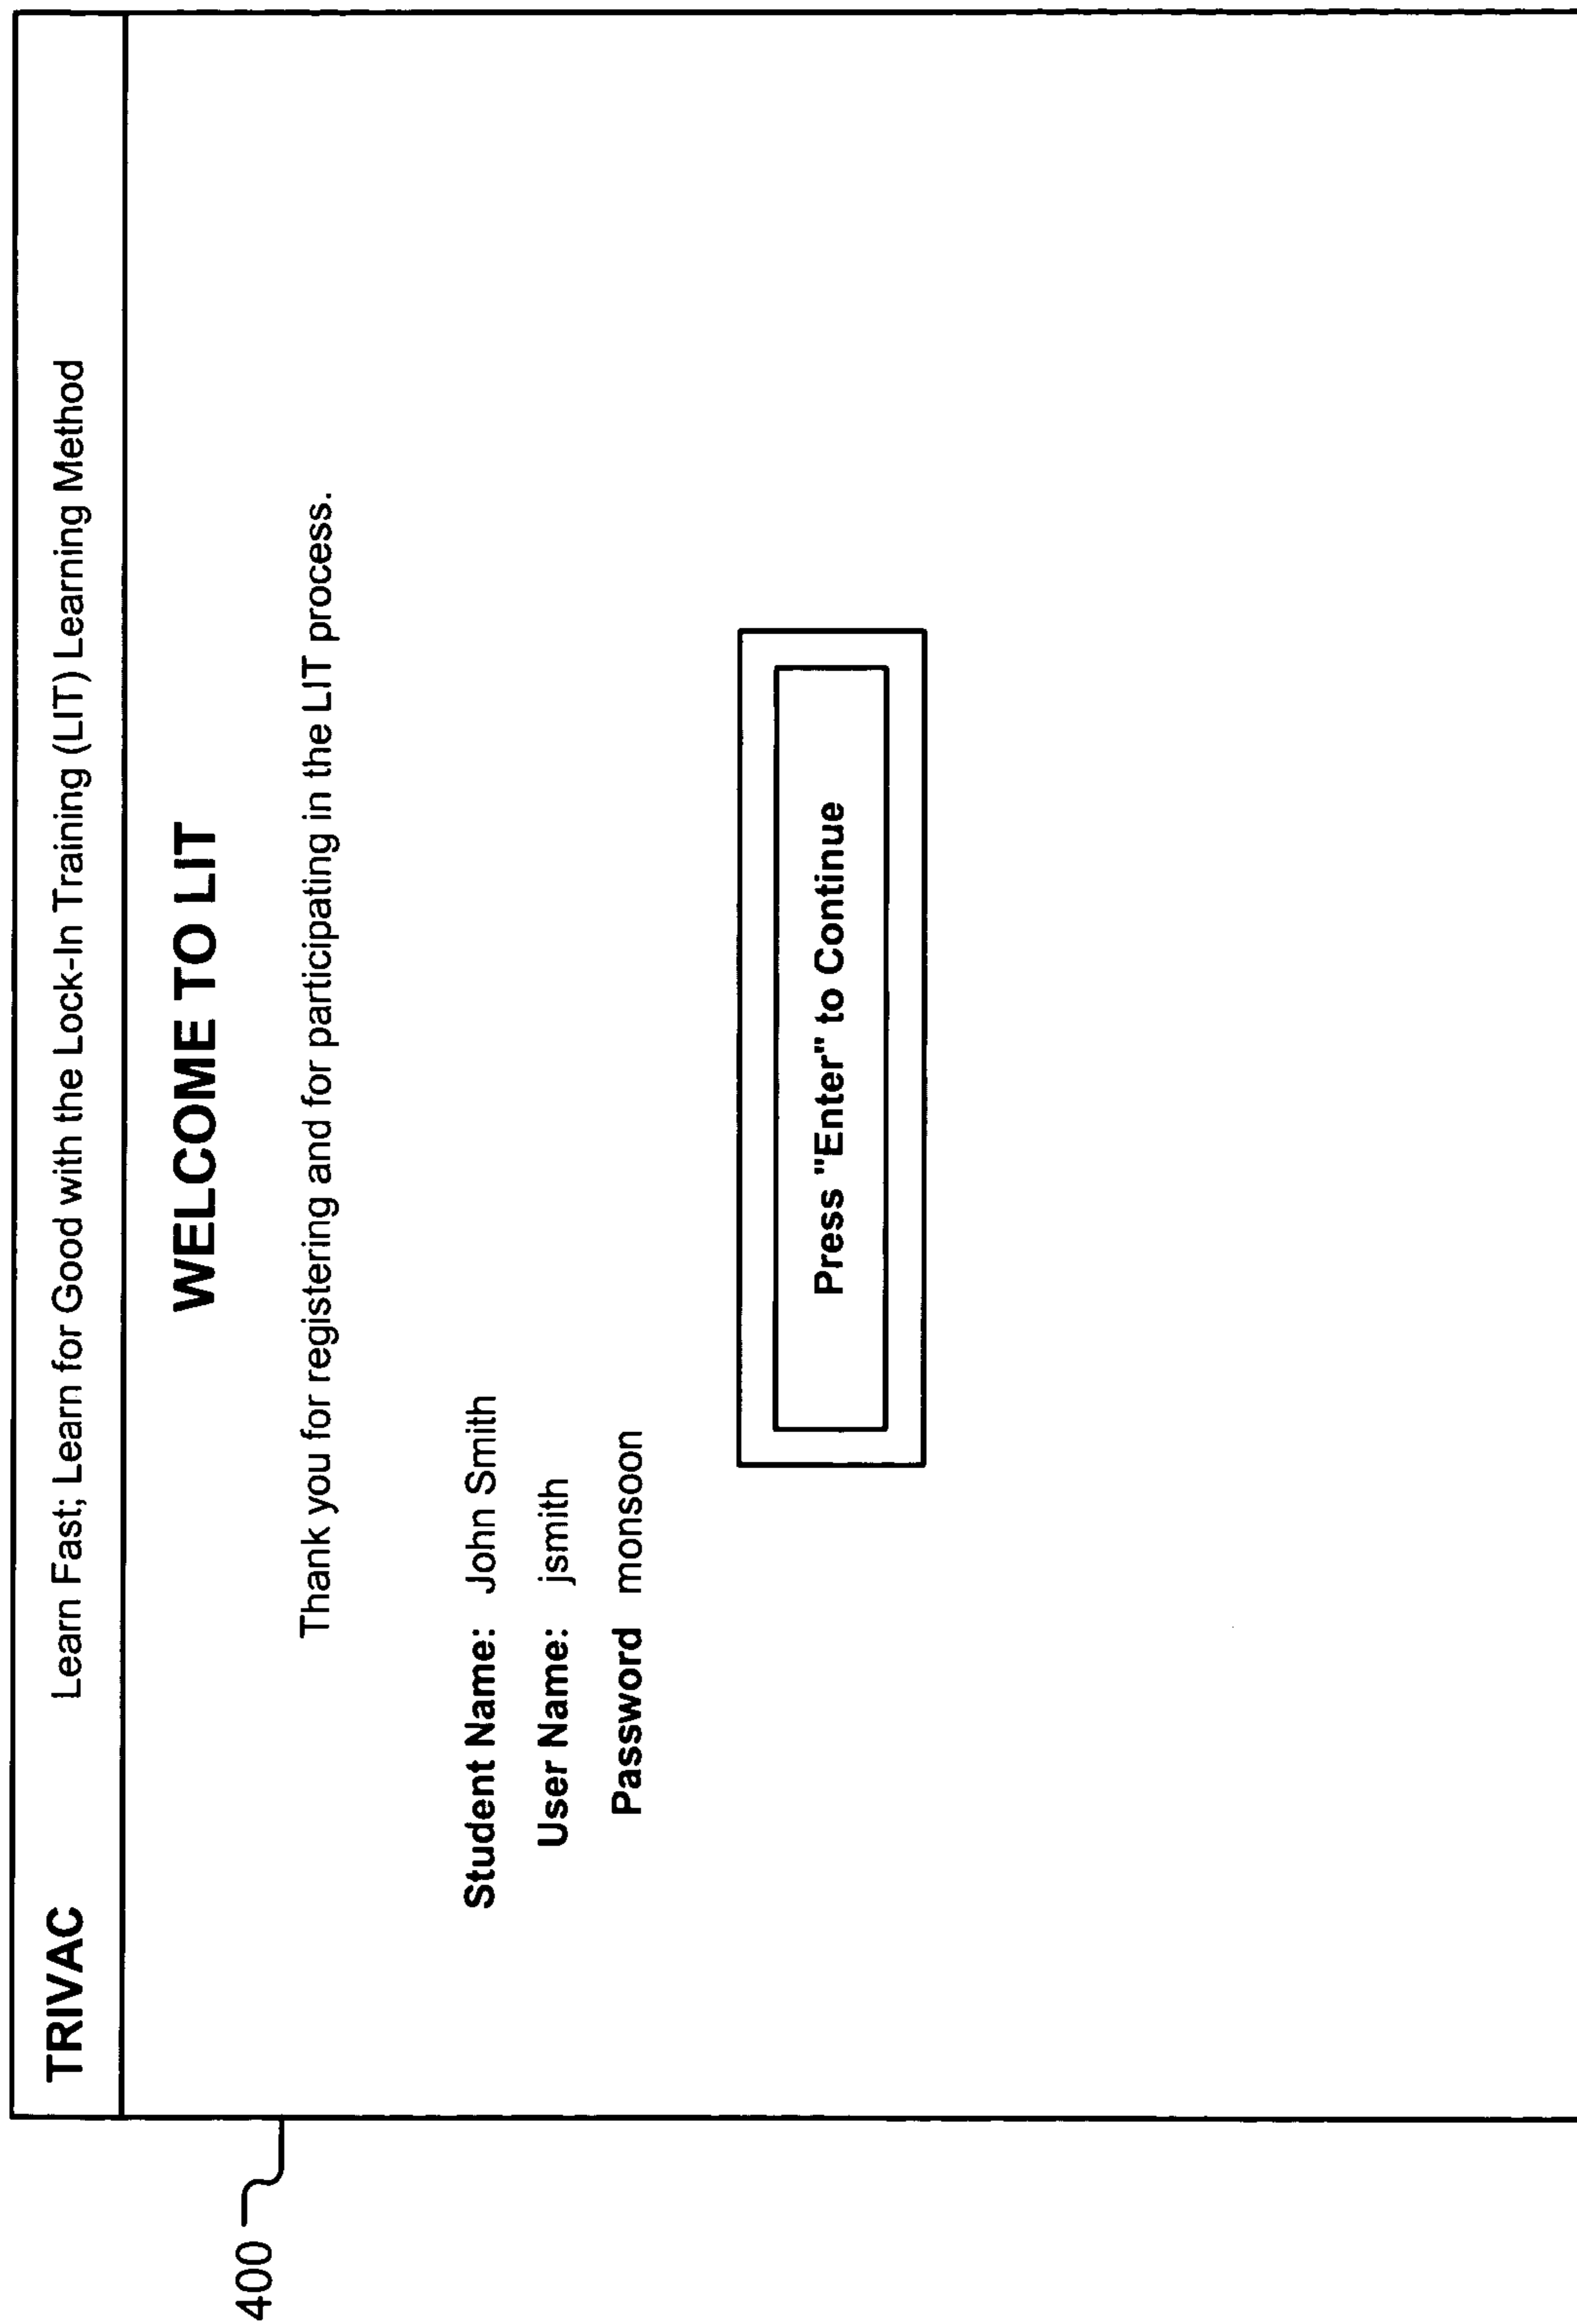 TRIVAC Learn Fast; Learn for Good with the Lock-In Training (LIT) Learning Method
WELCOME TO LIT
Thank you for registering and for participating in the LIT process.
Student Name: John Smith
User Name: jsmith
Password monsoon
Press "Enter" to Continue
400